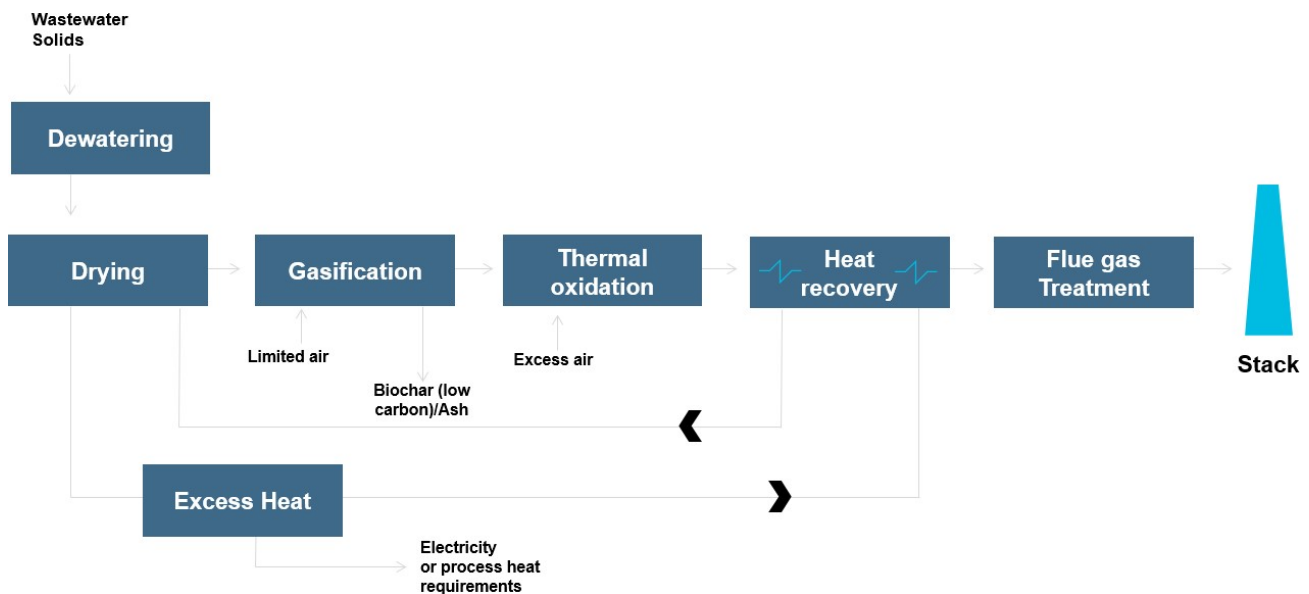 Wastewater
Solids
Dewatering
Drying
Gasification
Thermal
oxidation
Heat
recovery
Flue gas
Treatment
Limited air
Excess air
Biochar (low
carbon)/Ash
Stack
Excess Heat
Electricity
or process heat
requirements